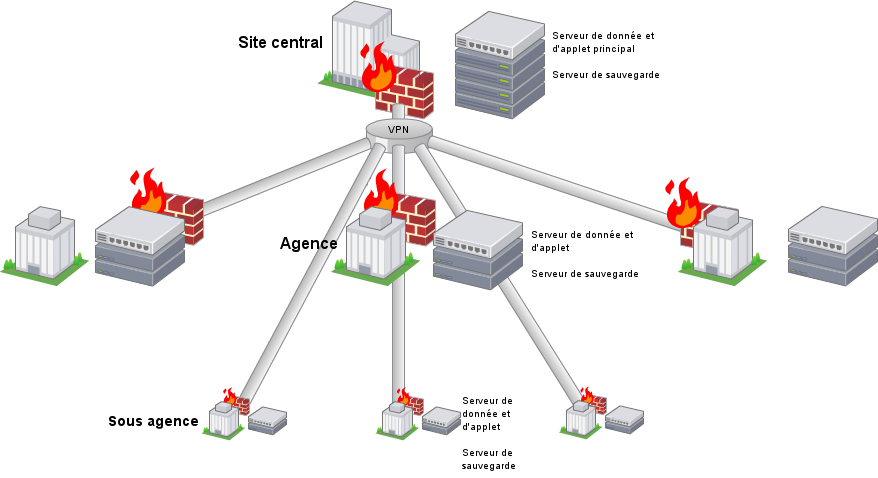 Site central
Serveur de donnée et
d'applet principal
Serveur de sauvegarde
VPN
Agence
Serveur de donnée et
d'applet
Serveur de sauvegarde
Sous agence
Serveur de
donnée et
d'applet
Serveur de
sauvegarde